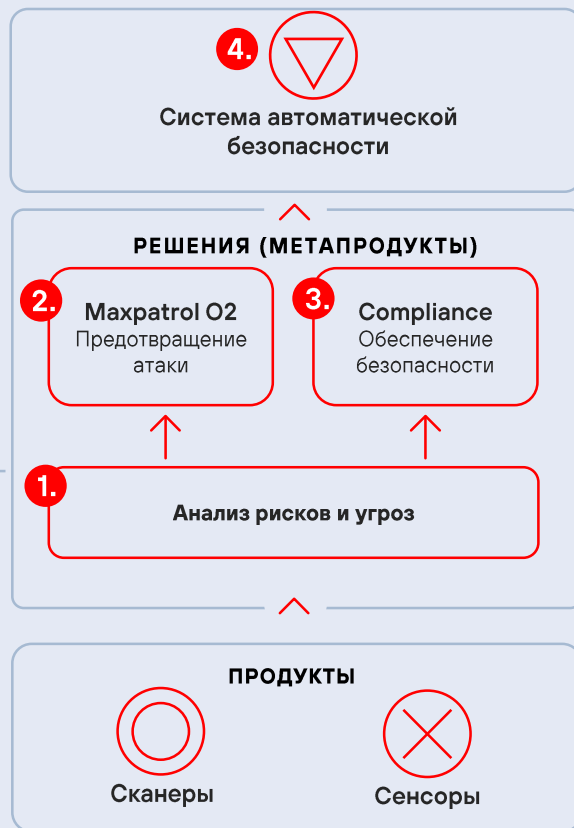 4.
Система автоматической
безопасности
РЕШЕНИЯ (МЕТАПРОДУКТЫ)
2.
Maxpatrol O2
Предотвращение
атаки
3.
Compliance
Обеспечение
безопасности
1.
Анализ рисков и угроз
ПРОДУКТЫ
Сканеры
Сенсоры